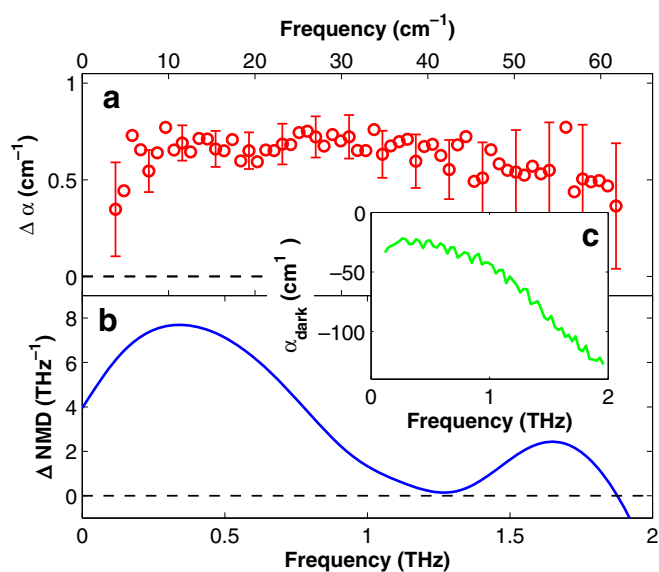 Frequency (cm⁻¹)
0 10 20 30 40 50 60
a
1
0.5
0
Δ α (cm⁻¹)
c
0
−50
−100
α_dark (cm¹)
0 1 2
Frequency (THz)
b
8
6
4
2
0
Δ NMD (THz⁻¹)
0 0.5 1 1.5 2
Frequency (THz)